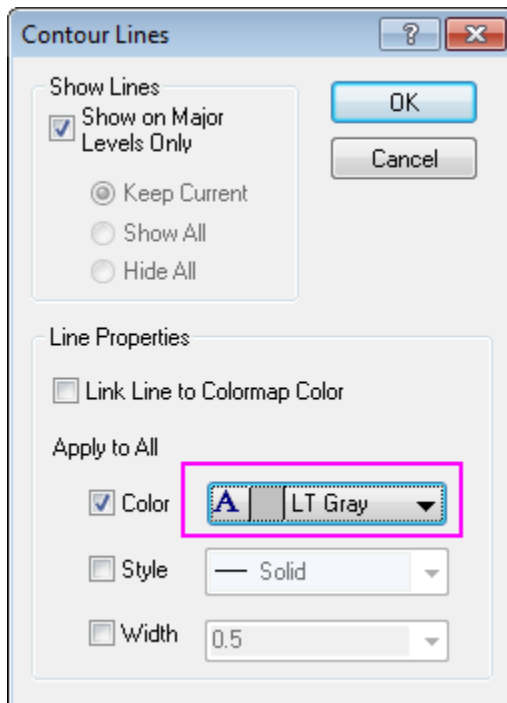 Contour Lines
?
Show Lines
Show on Major
Levels Only
Keep Current
Show All
Hide All
OK
Cancel
Line Properties
Link Line to Colormap Color
Apply to All
Color
A LT Gray
Style
Solid
Width
0.5